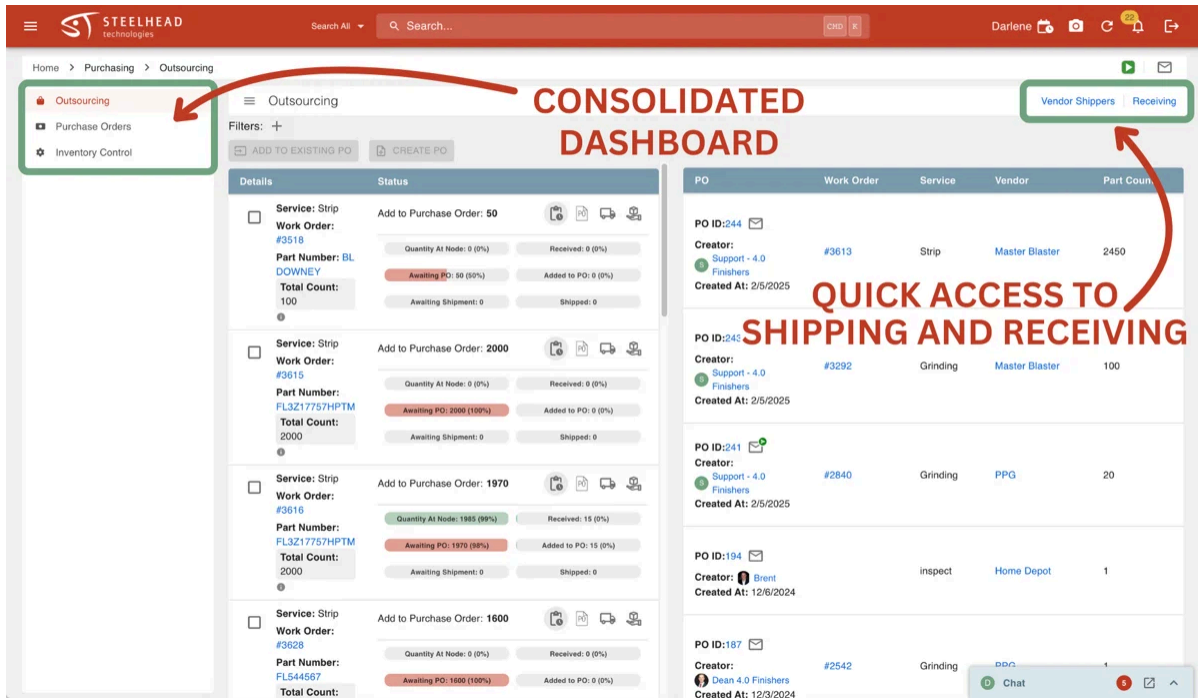 STEELHEAD
technologies
Search All
Search...
CMD K
Darlene
22
Home > Purchasing > Outsourcing
Outsourcing
Purchase Orders
Inventory Control
Outsourcing
Vendor Shippers
Receiving
CONSOLIDATED
DASHBOARD
QUICK ACCESS TO
SHIPPING AND RECEIVING
Filters: +
ADD TO EXISTING PO
CREATE PO
Details
Status
Service: Strip
Work Order:
#3518
Part Number: BL
DOWNEY
Total Count:
100
Add to Purchase Order: 50
PO
Quantity At Node: 0 (0%)
Received: 0 (0%)
Awaiting PO: 50 (50%)
Added to PO: 0 (0%)
Awaiting Shipment: 0
Shipped: 0
Service: Strip
Work Order:
#3615
Part Number:
FL3Z17757HPTM
Total Count:
2000
Add to Purchase Order: 2000
PO
Quantity At Node: 0 (0%)
Received: 0 (0%)
Awaiting PO: 2000 (100%)
Added to PO: 0 (0%)
Awaiting Shipment: 0
Shipped: 0
Service: Strip
Work Order:
#3616
Part Number:
FL3Z17757HPTM
Total Count:
2000
Add to Purchase Order: 1970
PO
Quantity At Node: 1985 (99%)
Received: 15 (0%)
Awaiting PO: 1970 (98%)
Added to PO: 15 (0%)
Awaiting Shipment: 0
Shipped: 0
Service: Strip
Work Order:
#3628
Part Number:
FL544567
Total Count:
Add to Purchase Order: 1600
PO
Quantity At Node: 0 (0%)
Received: 0 (0%)
Awaiting PO: 1600 (100%)
Added to PO: 0 (0%)
PO
Work Order
Service
Vendor
Part Coun
PO ID:244
Creator:
S
Support - 4.0
Finishers
Created At: 2/5/2025
#3613
Strip
Master Blaster
2450
PO ID:243
Creator:
S
Support - 4.0
Finishers
Created At: 2/5/2025
#3292
Grinding
Master Blaster
100
PO ID:241
Creator:
S
Support - 4.0
Finishers
Created At: 2/5/2025
#2840
Grinding
PPG
20
PO ID:194
Creator: Brent
Created At: 12/6/2024
inspect
Home Depot
1
PO ID:187
Creator:
Dean 4.0 Finishers
Created At: 12/3/2024
#2542
Grinding
PPG
1
D
Chat
5